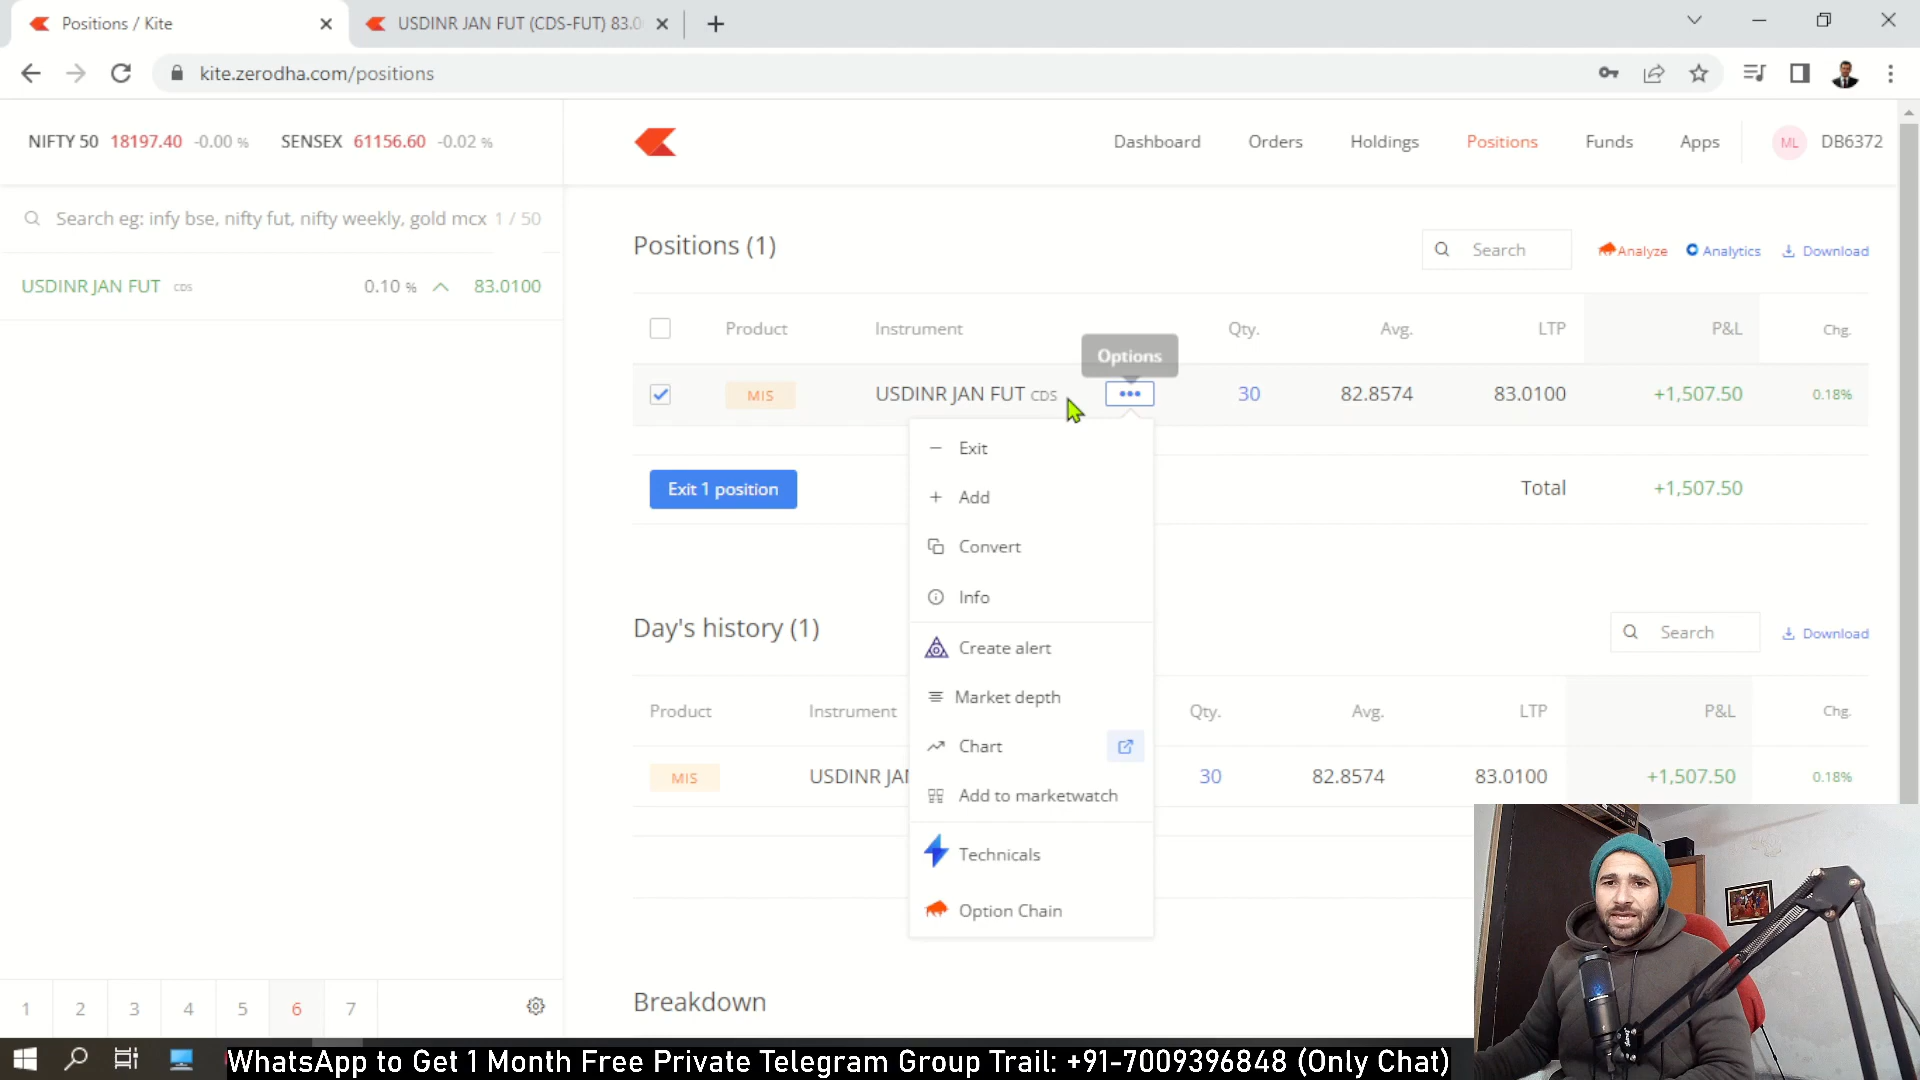 Positions / Kite
USDINR JAN FUT (CDS-FUT) 83.0
kite.zerodha.com/positions
NIFTY 50 18197.40 -0.00 % SENSEX 61156.60 -0.02 %
Dashboard Orders Holdings Positions Funds Apps ML DB6372
Search eg: infy bse, nifty fut, nifty weekly, gold mcx 1 / 50
USDINR JAN FUT CDS 0.10 % 83.0100
Positions (1)
Search Analyze Analytics Download
Product Instrument Qty. Avg. LTP P&L Chg.
Options
MIS USDINR JAN FUT CDS ••• 30 82.8574 83.0100 +1,507.50 0.18%
Exit 1 position Total +1,507.50
Exit
Add
Convert
Info
Create alert
Market depth
Chart
Add to marketwatch
Technicals
Option Chain
Day's history (1)
Search Download
Product Instrument Qty. Avg. LTP P&L Chg.
MIS USDINR JAN 30 82.8574 83.0100 +1,507.50 0.18%
Breakdown
1 2 3 4 5 6 7
WhatsApp to Get 1 Month Free Private Telegram Group Trail: +91-7009396848 (Only Chat)